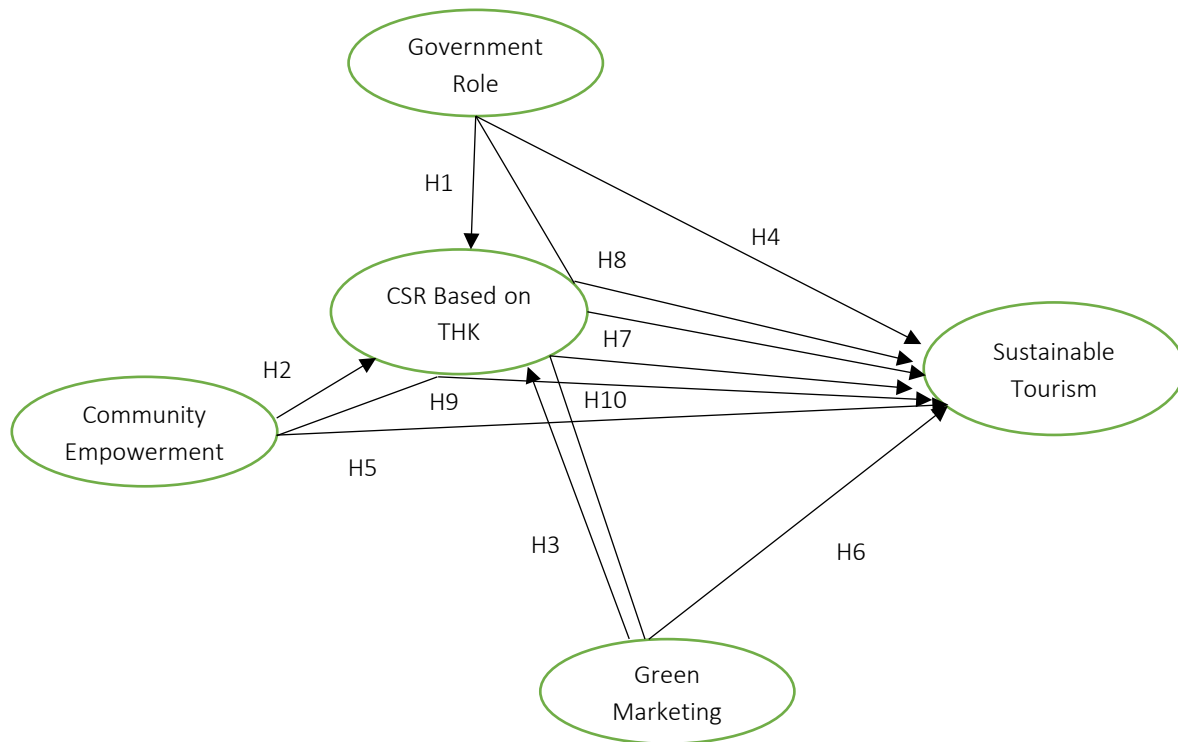 Government
Role
H1
H4
H8
CSR Based on
THK
H7
Sustainable
Tourism
H2
H9
H10
Community
Empowerment
H5
H3
H6
Green
Marketing